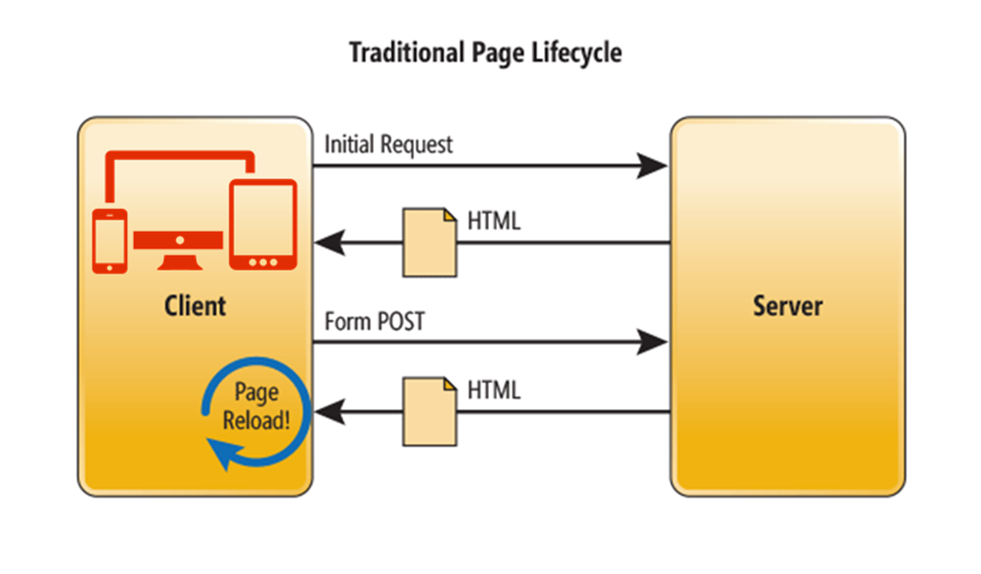 Traditional Page Lifecycle
Initial Request
HTML
Client
Server
Form POST
HTML
Page
Reload!